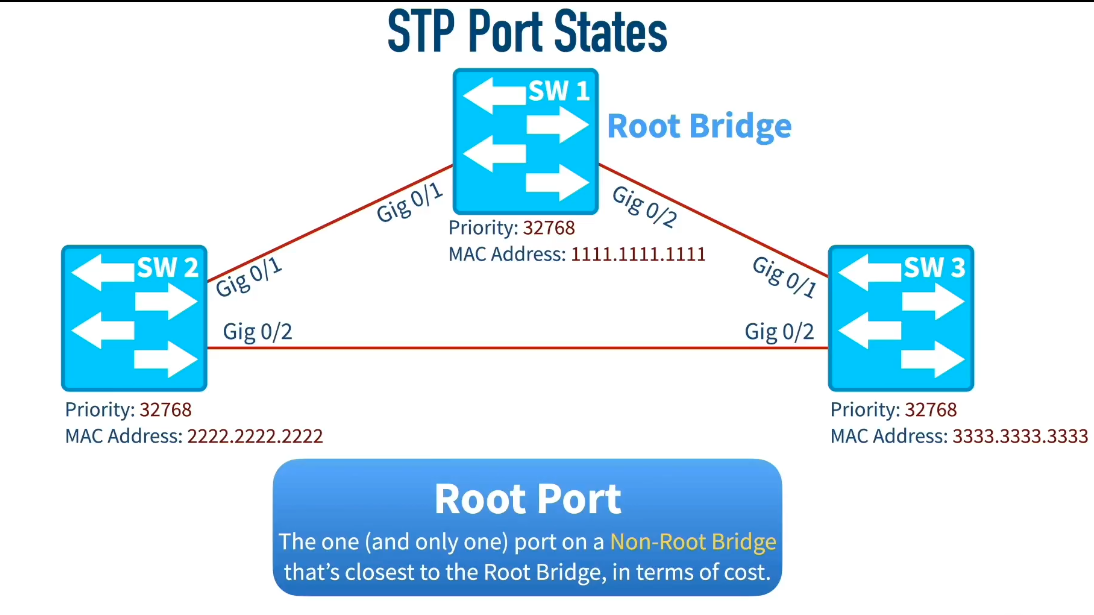 STP Port States
SW 1
Root Bridge
Gig 0/1
Gig 0/2
Priority: 32768
MAC Address: 1111.1111.1111
SW 2
Gig 0/1
Gig 0/2
Priority: 32768
MAC Address: 2222.2222.2222
SW 3
Gig 0/1
Gig 0/2
Priority: 32768
MAC Address: 3333.3333.3333
Root Port
The one (and only one) port on a Non-Root Bridge
that's closest to the Root Bridge, in terms of cost.